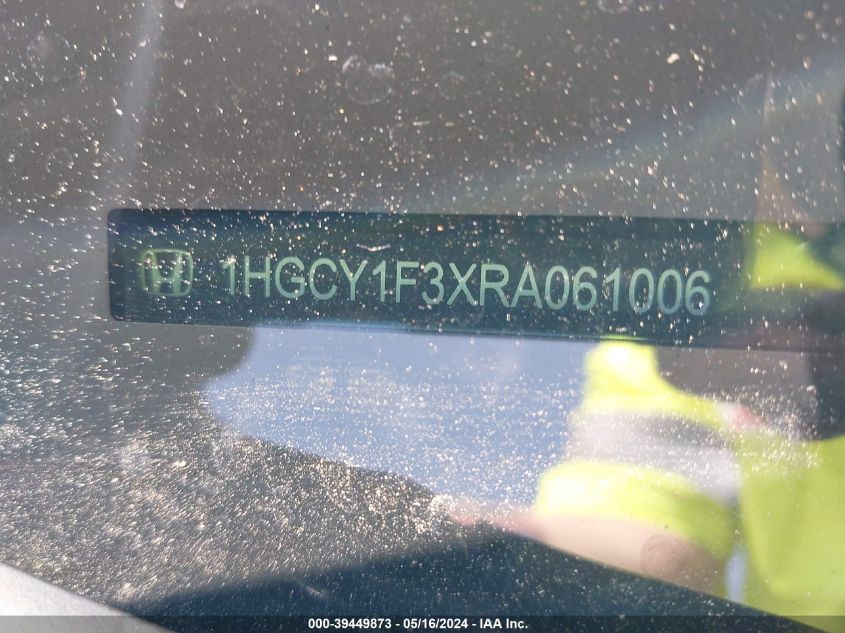 1HGCY1F3XRA061006
000-39449873 / 05/16/2024 - IAA Inc.